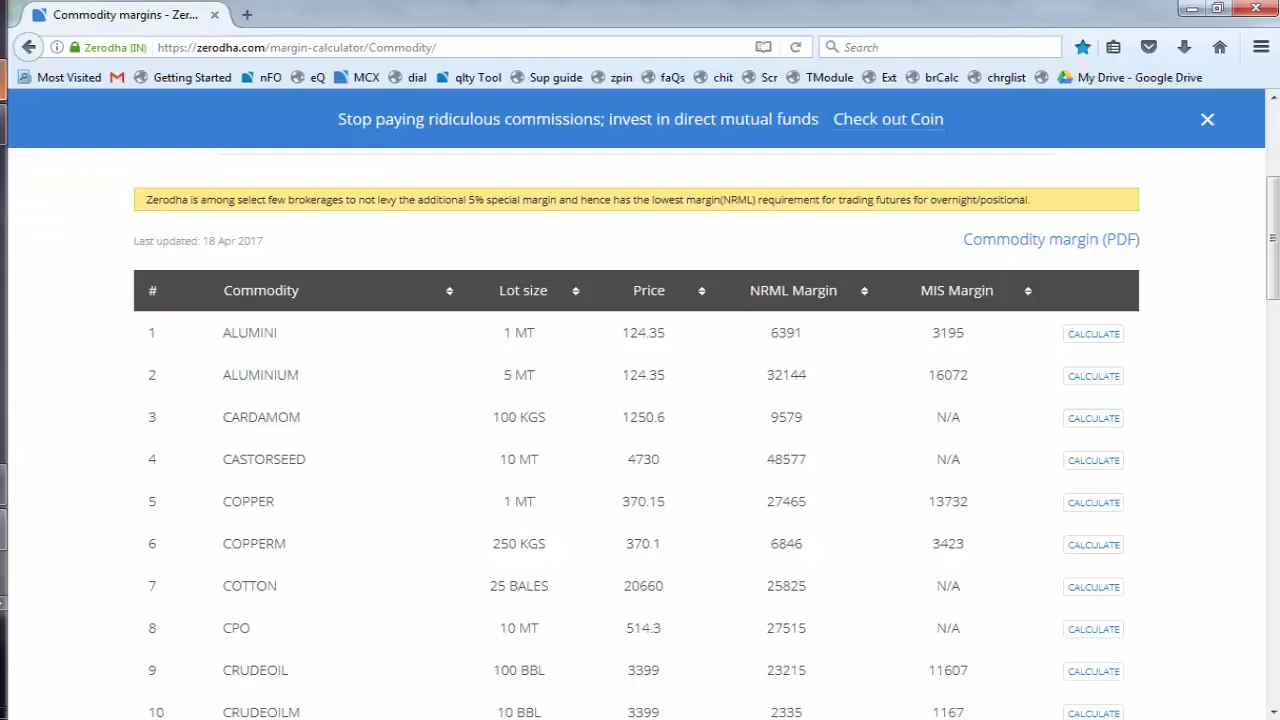 Commodity margins - Zer...
Zerodha (IN) https://zerodha.com/margin-calculator/Commodity/ Search
Most Visited Getting Started nFO eQ MCX dial qlty Tool Sup guide zpin faQs chit Scr TModule Ext brCalc chrglist My Drive - Google Drive
Stop paying ridiculous commissions; invest in direct mutual funds Check out Coin
Zerodha is among select few brokerages to not levy the additional 5% special margin and hence has the lowest margin(NRML) requirement for trading futures for overnight/positional.
Last updated: 18 Apr 2017 Commodity margin (PDF)
# Commodity Lot size Price NRML Margin MIS Margin
1 ALUMINI 1 MT 124.35 6391 3195 CALCULATE
2 ALUMINIUM 5 MT 124.35 32144 16072 CALCULATE
3 CARDAMOM 100 KGS 1250.6 9579 N/A CALCULATE
4 CASTORSEED 10 MT 4730 48577 N/A CALCULATE
5 COPPER 1 MT 370.15 27465 13732 CALCULATE
6 COPPERM 250 KGS 370.1 6846 3423 CALCULATE
7 COTTON 25 BALES 20660 25825 N/A CALCULATE
8 CPO 10 MT 514.3 27515 N/A CALCULATE
9 CRUDEOIL 100 BBL 3399 23215 11607 CALCULATE
10 CRUDEOILM 10 BBL 3399 2335 1167 CALCULATE